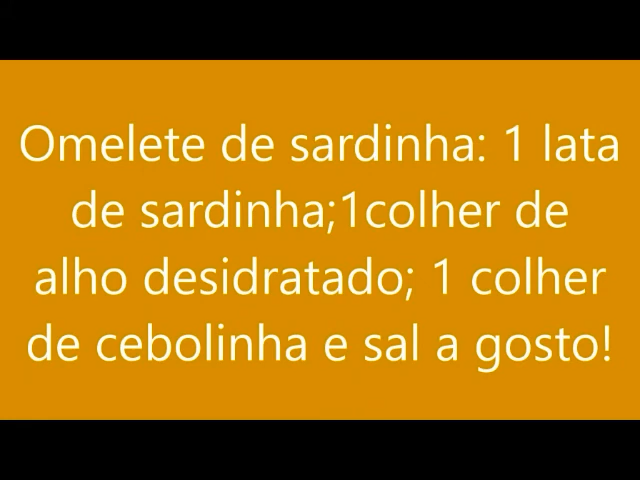 Omelete de sardinha: 1 lata
de sardinha;1colher de
alho desidratado; 1 colher
de cebolinha e sal a gosto!